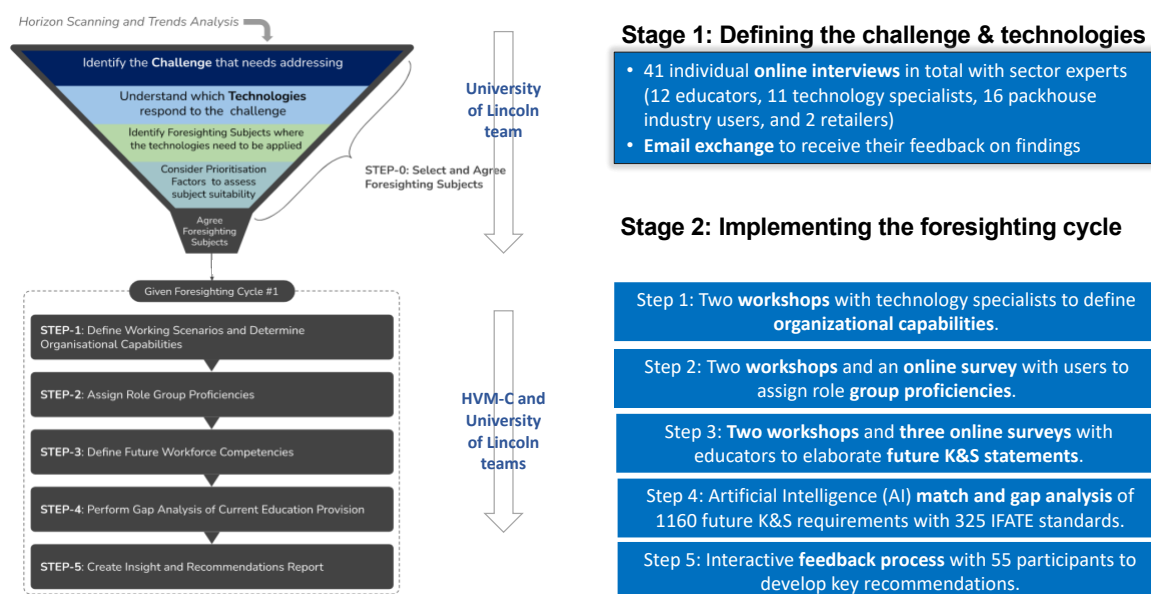 Horizon Scanning and Trends Analysis
Identify the Challenge that needs addressing
Understand which Technologies
respond to the challenge
Identify Foresighting Subjects where
the technologies need to be applied
Consider Prioritisation
Factors to assess
subject suitability
Agree
Foresighting
Subjects
STEP-0: Select and Agree
Foresighting Subjects
University
of Lincoln
team
Given Foresighting Cycle #1
STEP-1: Define Working Scenarios and Determine
Organisational Capabilities
STEP-2: Assign Role Group Proficiencies
STEP-3: Define Future Workforce Competencies
STEP-4: Perform Gap Analysis of Current Education Provision
STEP-5: Create Insight and Recommendations Report
HVM-C and
University
of Lincoln
teams
Stage 1: Defining the challenge & technologies
• 41 individual online interviews in total with sector experts
(12 educators, 11 technology specialists, 16 packhouse
industry users, and 2 retailers)
• Email exchange to receive their feedback on findings
Stage 2: Implementing the foresighting cycle
Step 1: Two workshops with technology specialists to define
organizational capabilities.
Step 2: Two workshops and an online survey with users to
assign role group proficiencies.
Step 3: Two workshops and three online surveys with
educators to elaborate future K&S statements.
Step 4: Artificial Intelligence (AI) match and gap analysis of
1160 future K&S requirements with 325 IFATE standards.
Step 5: Interactive feedback process with 55 participants to
develop key recommendations.